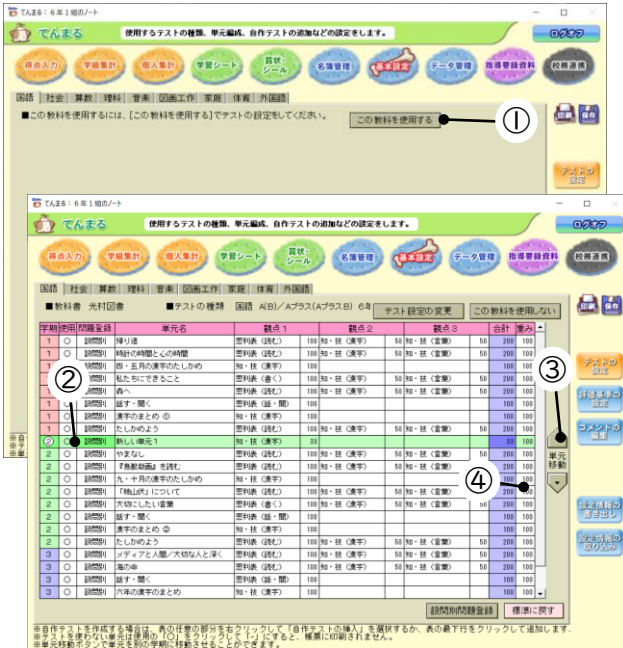 てんまる：６年１組のノート
てんまる
使用するテストの種類、単元編成、自作テストの追加などの設定をします。
ログオフ
得点入力
学級集計
個人集計
学習シート
賞状・シール
名簿管理
基本設定
データ管理
指導要録資料
校務連携
国語 社会 算数 理科 音楽 図画工作 家庭 体育 外国語
■この教科を使用するには、[この教科を使用する]でテストの設定をしてください。
この教科を使用する
①
印刷 保存
テストの設定
てんまる：６年１組のノート
てんまる
使用するテストの種類、単元編成、自作テストの追加などの設定をします。
ログオフ
得点入力
学級集計
個人集計
学習シート
賞状・シール
名簿管理
基本設定
データ管理
指導要録資料
校務連携
国語 社会 算数 理科 音楽 図画工作 家庭 体育 外国語
■教科書 光村図書 ■テストの種類 国語 A(B)/Aプラス(AプラスB) 6年 テスト設定の変更 この教科を使用しない
印刷 保存
学期 使用 問題登録 単元名 観点１ 観点２ 観点３ 合計 重み
1 ○ 設問別 帰り道 思判表（読む） 100 知・技（漢字） 50 知・技（言葉） 50 200 100
1 ○ 設問別 時計の時間と心の時間 思判表（読む） 100 知・技（漢字） 50 知・技（言葉） 50 200 100
1 四・五月の漢字のたしかめ 知・技（漢字） 100 100 100
設問別 私たちにできること 思判表（書く） 100 知・技（漢字） 50 知・技（言葉） 50 200 100
設問別 森へ 思判表（読む） 100 知・技（漢字） 50 知・技（言葉） 50 200 100
1 設問別 話す・聞く 思判表（話・聞） 100 100 100
1 ○ 設問別 漢字のまとめ ① 知・技（漢字） 100 100 100
1 ○ 設問別 たしかめよう 思判表（読む） 100 知・技（漢字） 50 知・技（言葉） 50 200 100
② 設問別 新しい単元１ 知・技（漢字） 33 33 100
2 ○ 設問別 やまなし 思判表（読む） 100 知・技（漢字） 50 知・技（言葉） 50 200 100
2 ○ 設問別 『鳥獣戯画』を読む 思判表（読む） 100 知・技（漢字） 50 知・技（言葉） 50 200 100
2 ○ 設問別 九・十月の漢字のたしかめ 知・技（漢字） 100 100
2 ○ 設問別 「柿山伏」について 思判表（読む） 100 知・技（漢字） 50 知・技（言葉） 100
2 ○ 設問別 大切にしたい言葉 思判表（書く） 100 知・技（漢字） 50 知・技（言葉） 50 200 100
2 ○ 設問別 話す・聞く 思判表（話・聞） 100 100 100
2 ○ 設問別 漢字のまとめ ② 知・技（漢字） 100 100 100
2 ○ 設問別 たしかめよう 思判表（読む） 100 知・技（漢字） 50 知・技（言葉） 50 200 100
3 ○ 設問別 メディアと人間／大切な人と深く 思判表（読む） 100 知・技（漢字） 50 知・技（言葉） 50 200 100
3 ○ 設問別 海の命 思判表（読む） 100 知・技（漢字） 50 知・技（言葉） 50 200 100
3 ○ 設問別 話す・聞く 思判表（話・聞） 100 100 100
3 ○ 設問別 六年の漢字のまとめ 知・技（漢字） 100 100 100
②
③
④
単元移動
テストの設定
評価基準の設定
コメントの編集
設定情報の書き出し
設定情報の取り込み
設問別問題登録 標準に戻す
※自作テストを作成する場合は、表の任意の部分を右クリックして「自作テストの挿入」を選択するか、表の最下行をクリックして追加します。
※テストを使わない単元は使用の「○」をクリックして「-」にすると、帳票に印刷されません。
※単元移動ボタンで単元を別の学期に移動させることができます。